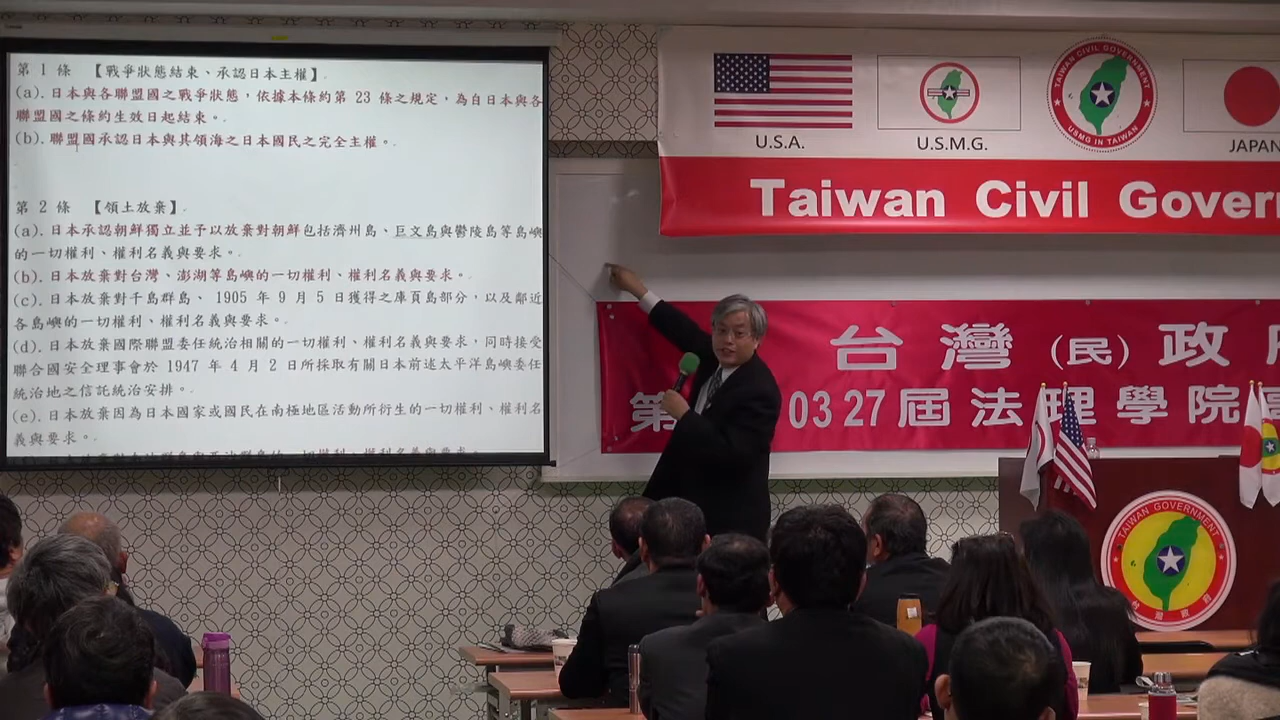 第 1 條 【戰爭狀態結束、承認日本主權】
(a). 日本與各聯盟國之戰爭狀態，依據本條約第 23 條之規定，為自日本與各
聯盟國之條約生效日起結束。
(b). 聯盟國承認日本與其領海之日本國民之完全主權。
第 2 條 【領土放棄】
(a). 日本承認朝鮮獨立並予以放棄對朝鮮包括濟州島、巨文島與鬱陵島等島嶼
的一切權利、權利名義與要求。
(b). 日本放棄對台灣、澎湖等島嶼的一切權利、權利名義與要求。
(c). 日本放棄對千島群島、 1905 年 9 月 5 日獲得之庫頁島部分，以及鄰近
各島嶼的一切權利、權利名義與要求。
(d). 日本放棄國際聯盟委任統治相關的一切權利、權利名義與要求，同時接受
聯合國安全理事會於 1947 年 4 月 2 日所採取有關日本前述太平洋島嶼委任
統治地之信託統治安排。
(e). 日本放棄因為日本國家或國民在南極地區活動所衍生的一切權利、權利名
義與要求。
U.S.A.
U.S.M.G.
TAIWAN CIVIL GOVERNMENT
USMG IN TAIWAN
JAPAN
Taiwan Civil Govern
台灣(民)政
第 0327屆法理學院
TAIWAN GOVERNMENT
台灣政府